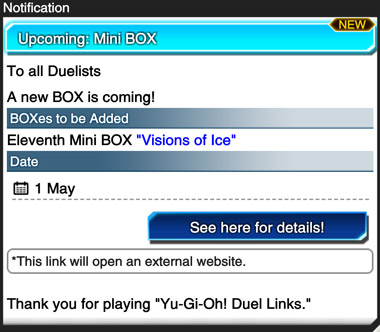 Notification
NEW
Upcoming: Mini BOX
To all Duelists
A new BOX is coming!
BOXes to be Added
Eleventh Mini BOX "Visions of Ice"
Date
1 May
See here for details!
*This link will open an external website.
Thank you for playing "Yu-Gi-Oh! Duel Links."